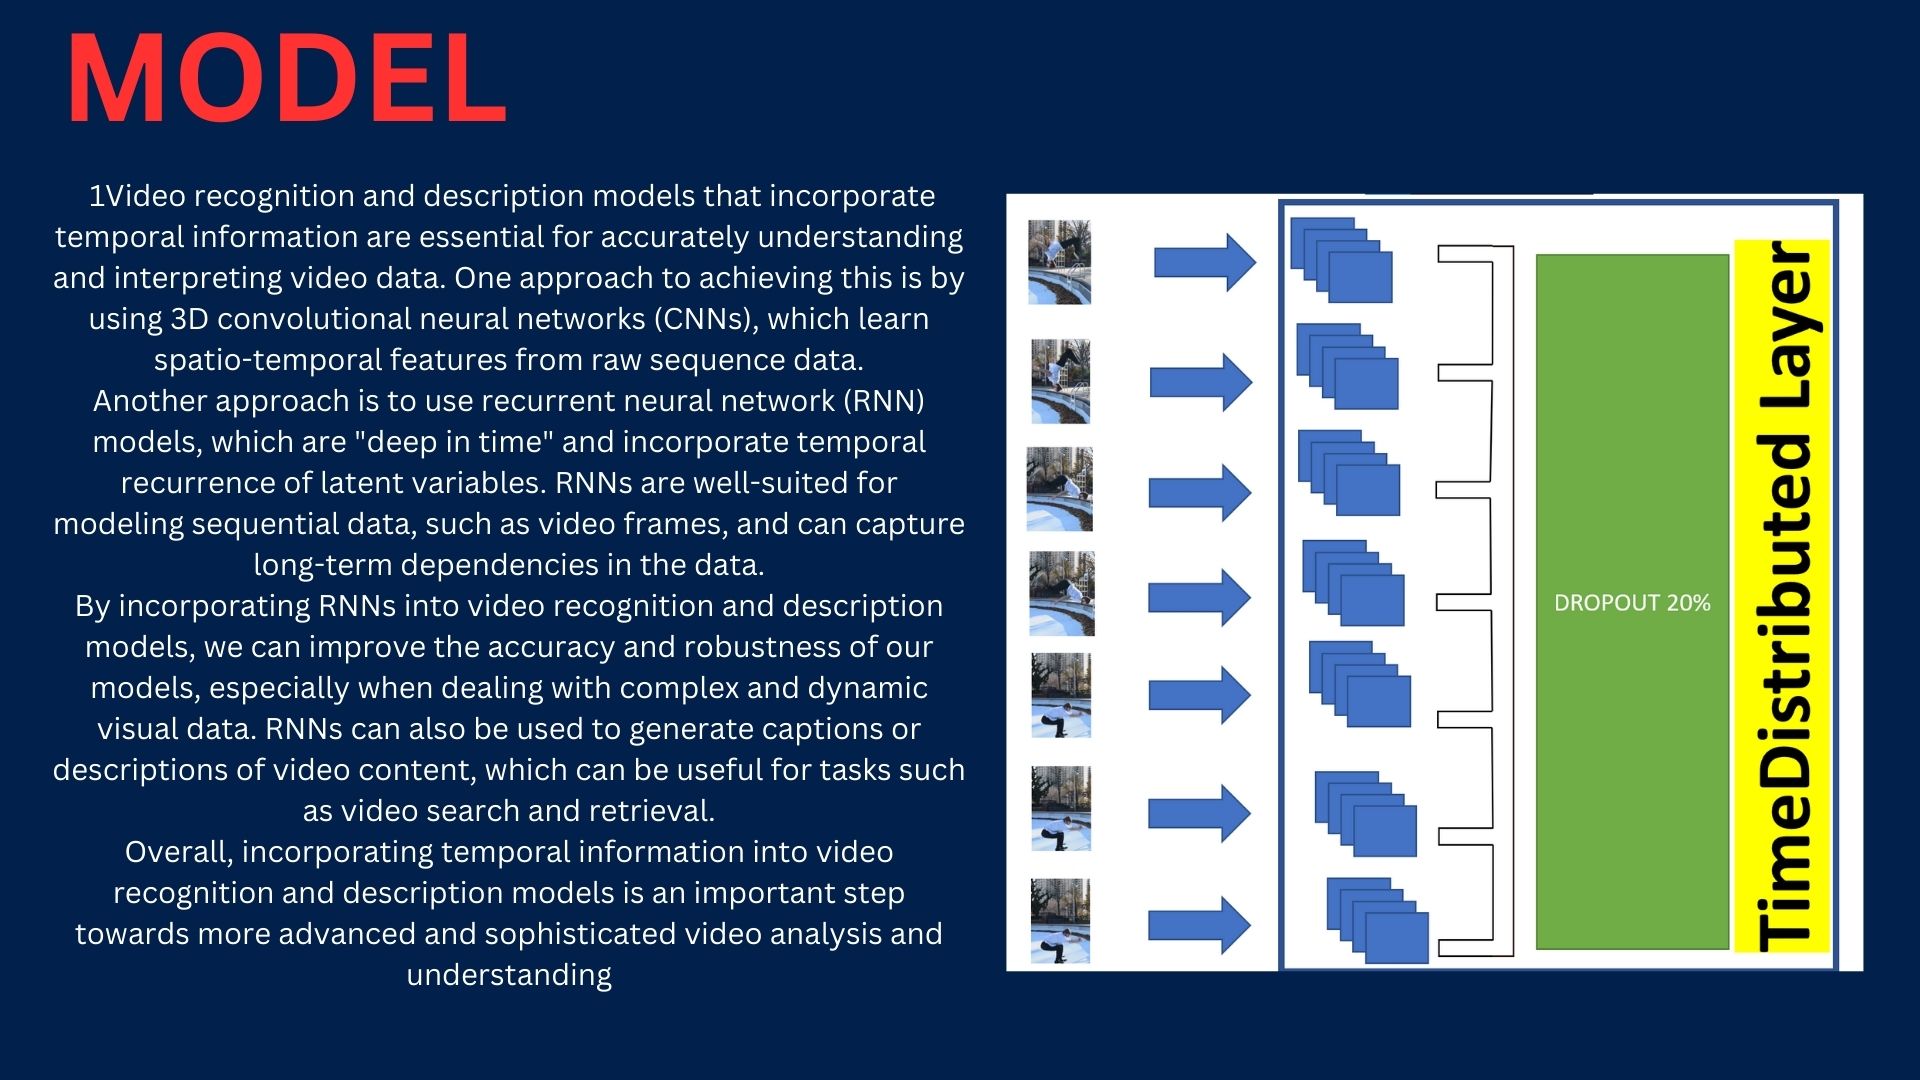 MODEL
1Video recognition and description models that incorporate
temporal information are essential for accurately understanding
and interpreting video data. One approach to achieving this is by
using 3D convolutional neural networks (CNNs), which learn
spatio-temporal features from raw sequence data.
Another approach is to use recurrent neural network (RNN)
models, which are "deep in time" and incorporate temporal
recurrence of latent variables. RNNs are well-suited for
modeling sequential data, such as video frames, and can capture
long-term dependencies in the data.
By incorporating RNNs into video recognition and description
models, we can improve the accuracy and robustness of our
models, especially when dealing with complex and dynamic
visual data. RNNs can also be used to generate captions or
descriptions of video content, which can be useful for tasks such
as video search and retrieval.
Overall, incorporating temporal information into video
recognition and description models is an important step
towards more advanced and sophisticated video analysis and
understanding
DROPOUT 20%
TimeDistributed Layer